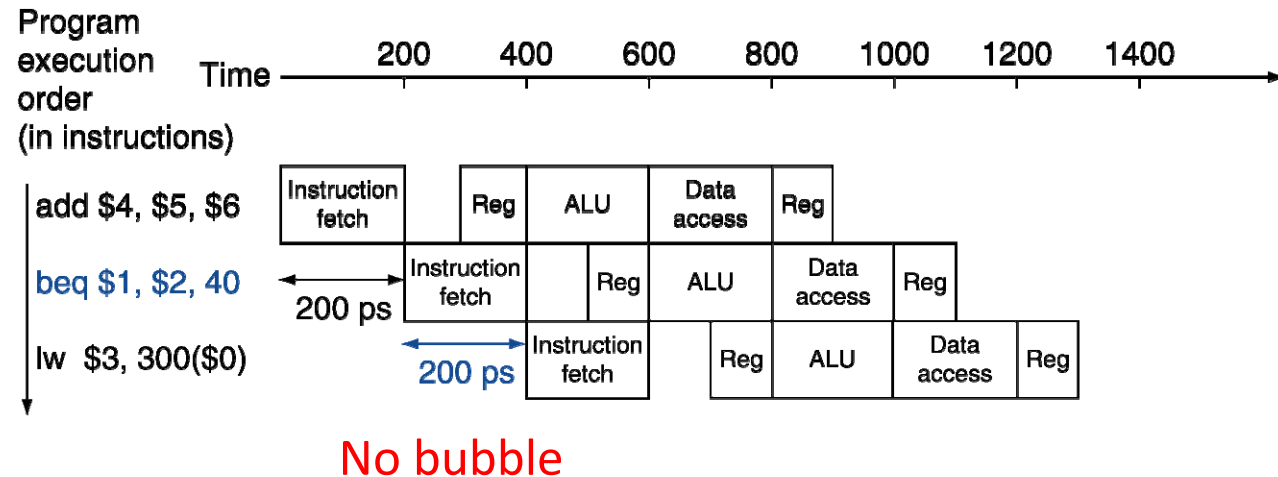 Program
execution
order
(in instructions)
Time
200 400 600 800 1000 1200 1400
add $4, $5, $6
Instruction
fetch
Reg
ALU
Data
access
Reg
beq $1, $2, 40
200 ps
Instruction
fetch
Reg
ALU
Data
access
Reg
lw $3, 300($0)
200 ps
Instruction
fetch
Reg
ALU
Data
access
Reg
No bubble